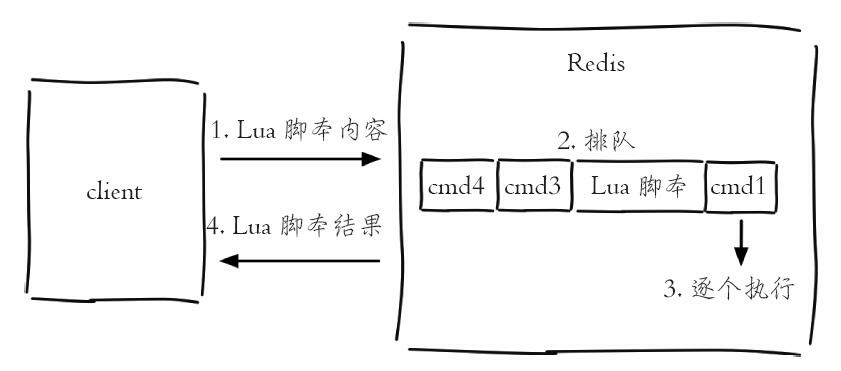 Redis
1. Lua 脚本内容
2. 排队
client
cmd4 cmd3 Lua 脚本 cmd1
4. Lua 脚本结果
3. 逐个执行